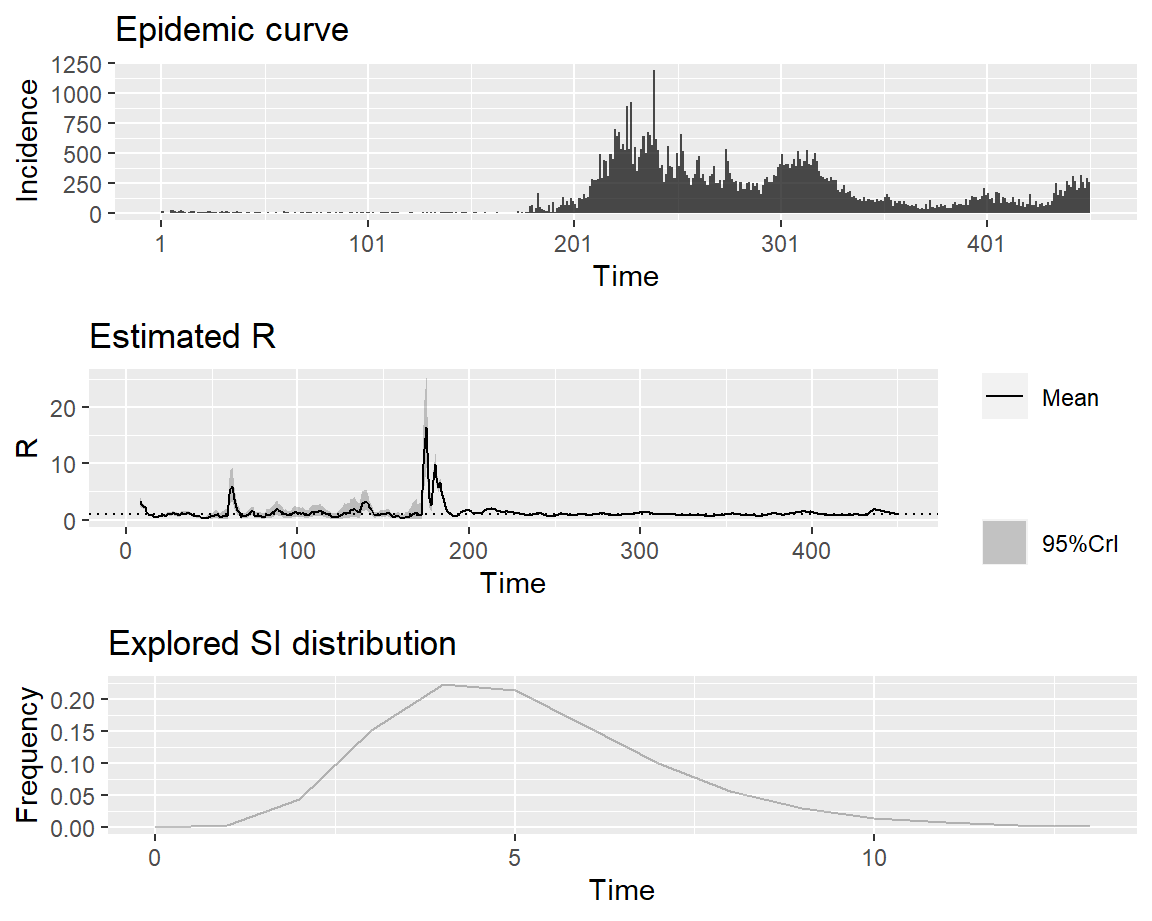 Epidemic curve
1250
1000
750
500
250
0
Incidence
1 101 201 301 401
Time
Estimated R
20
10
0
R
0 100 200 300 400
Time
Mean
95%CrI
Explored SI distribution
0.20
0.15
0.10
0.05
0.00
Frequency
0 5 10
Time